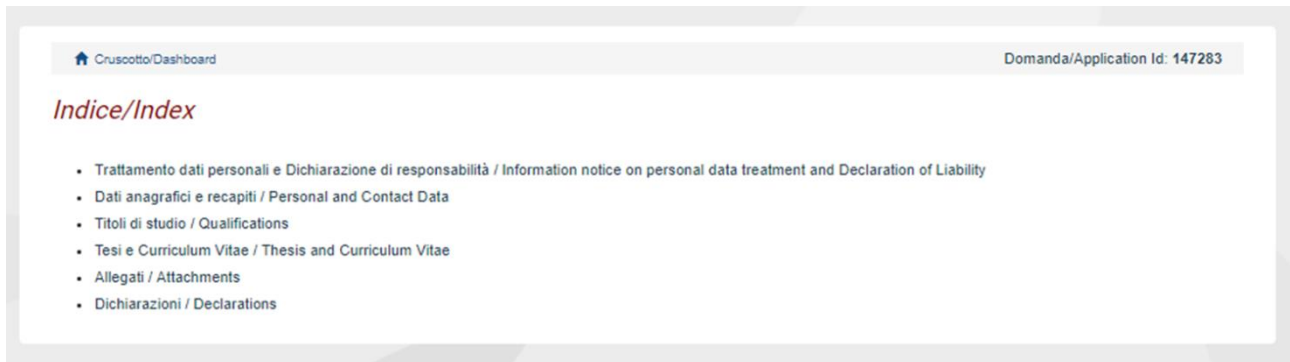 Cruscotto/Dashboard Domanda/Application Id: 147283
Indice/Index
• Trattamento dati personali e Dichiarazione di responsabilità / Information notice on personal data treatment and Declaration of Liability
• Dati anagrafici e recapiti / Personal and Contact Data
• Titoli di studio / Qualifications
• Tesi e Curriculum Vitae / Thesis and Curriculum Vitae
• Allegati / Attachments
• Dichiarazioni / Declarations